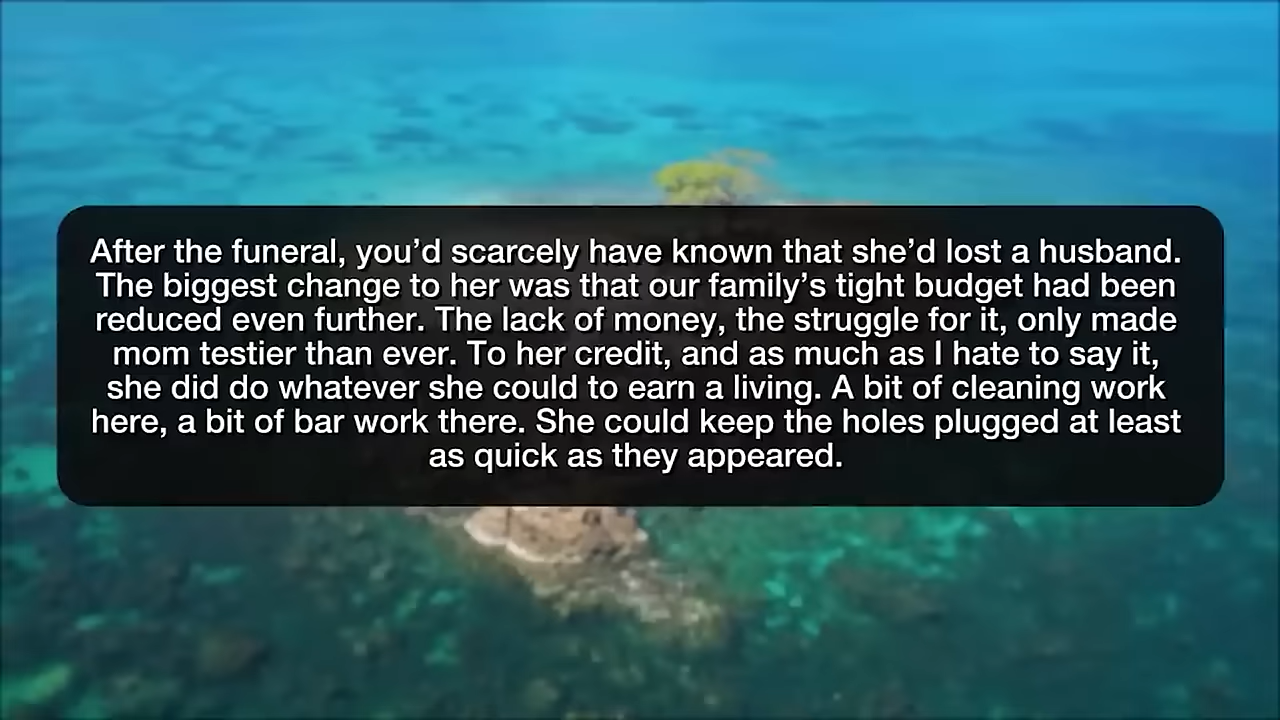 After the funeral, you’d scarcely have known that she’d lost a husband.
The biggest change to her was that our family’s tight budget had been
reduced even further. The lack of money, the struggle for it, only made
mom testier than ever. To her credit, and as much as I hate to say it,
she did do whatever she could to earn a living. A bit of cleaning work
here, a bit of bar work there. She could keep the holes plugged at least
as quick as they appeared.